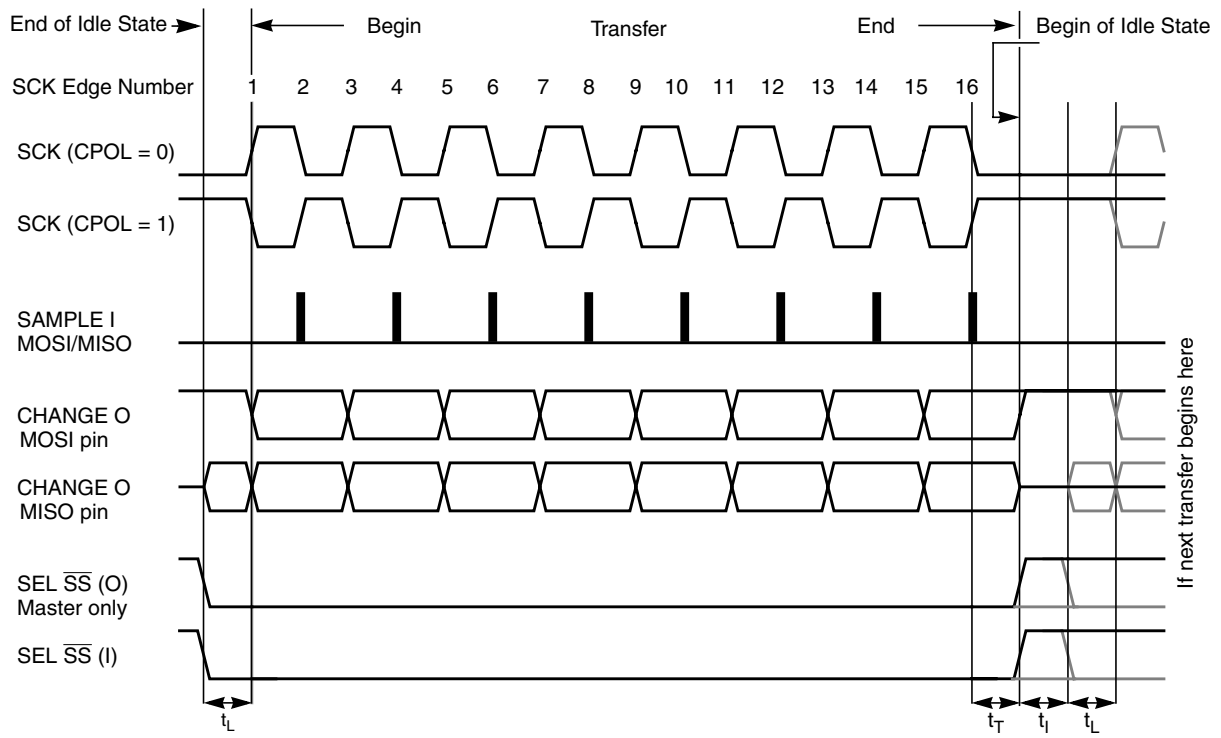 End of Idle State Begin Transfer End Begin of Idle State
SCK Edge Number 1 2 3 4 5 6 7 8 9 10 11 12 13 14 15 16
SCK (CPOL = 0)
SCK (CPOL = 1)
SAMPLE I
MOSI/MISO
CHANGE O
MOSI pin
CHANGE O
MISO pin
SEL S̅S̅ (O)
Master only
SEL S̅S̅ (I)
tL tT tI tL
If next transfer begins here